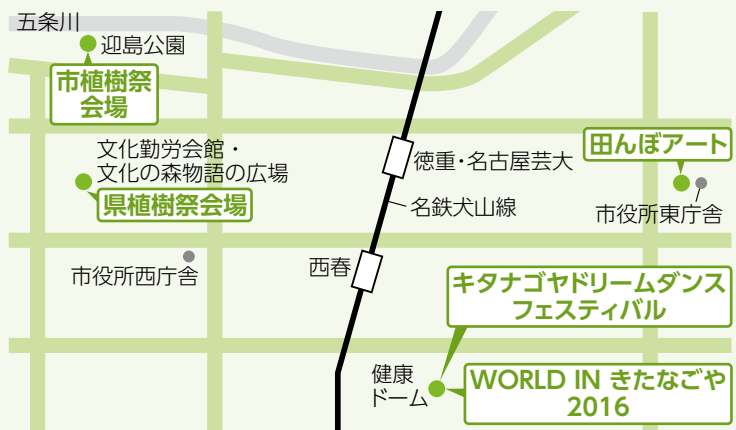 五条川
迎島公園
市植樹祭
会場
文化勤労会館・
文化の森物語の広場
県植樹祭会場
徳重・名古屋芸大
名鉄犬山線
田んぼアート
市役所東庁舎
市役所西庁舎
西春
キタナゴヤドリームダンス
フェスティバル
健康
ドーム
WORLD IN きたなごや
2016